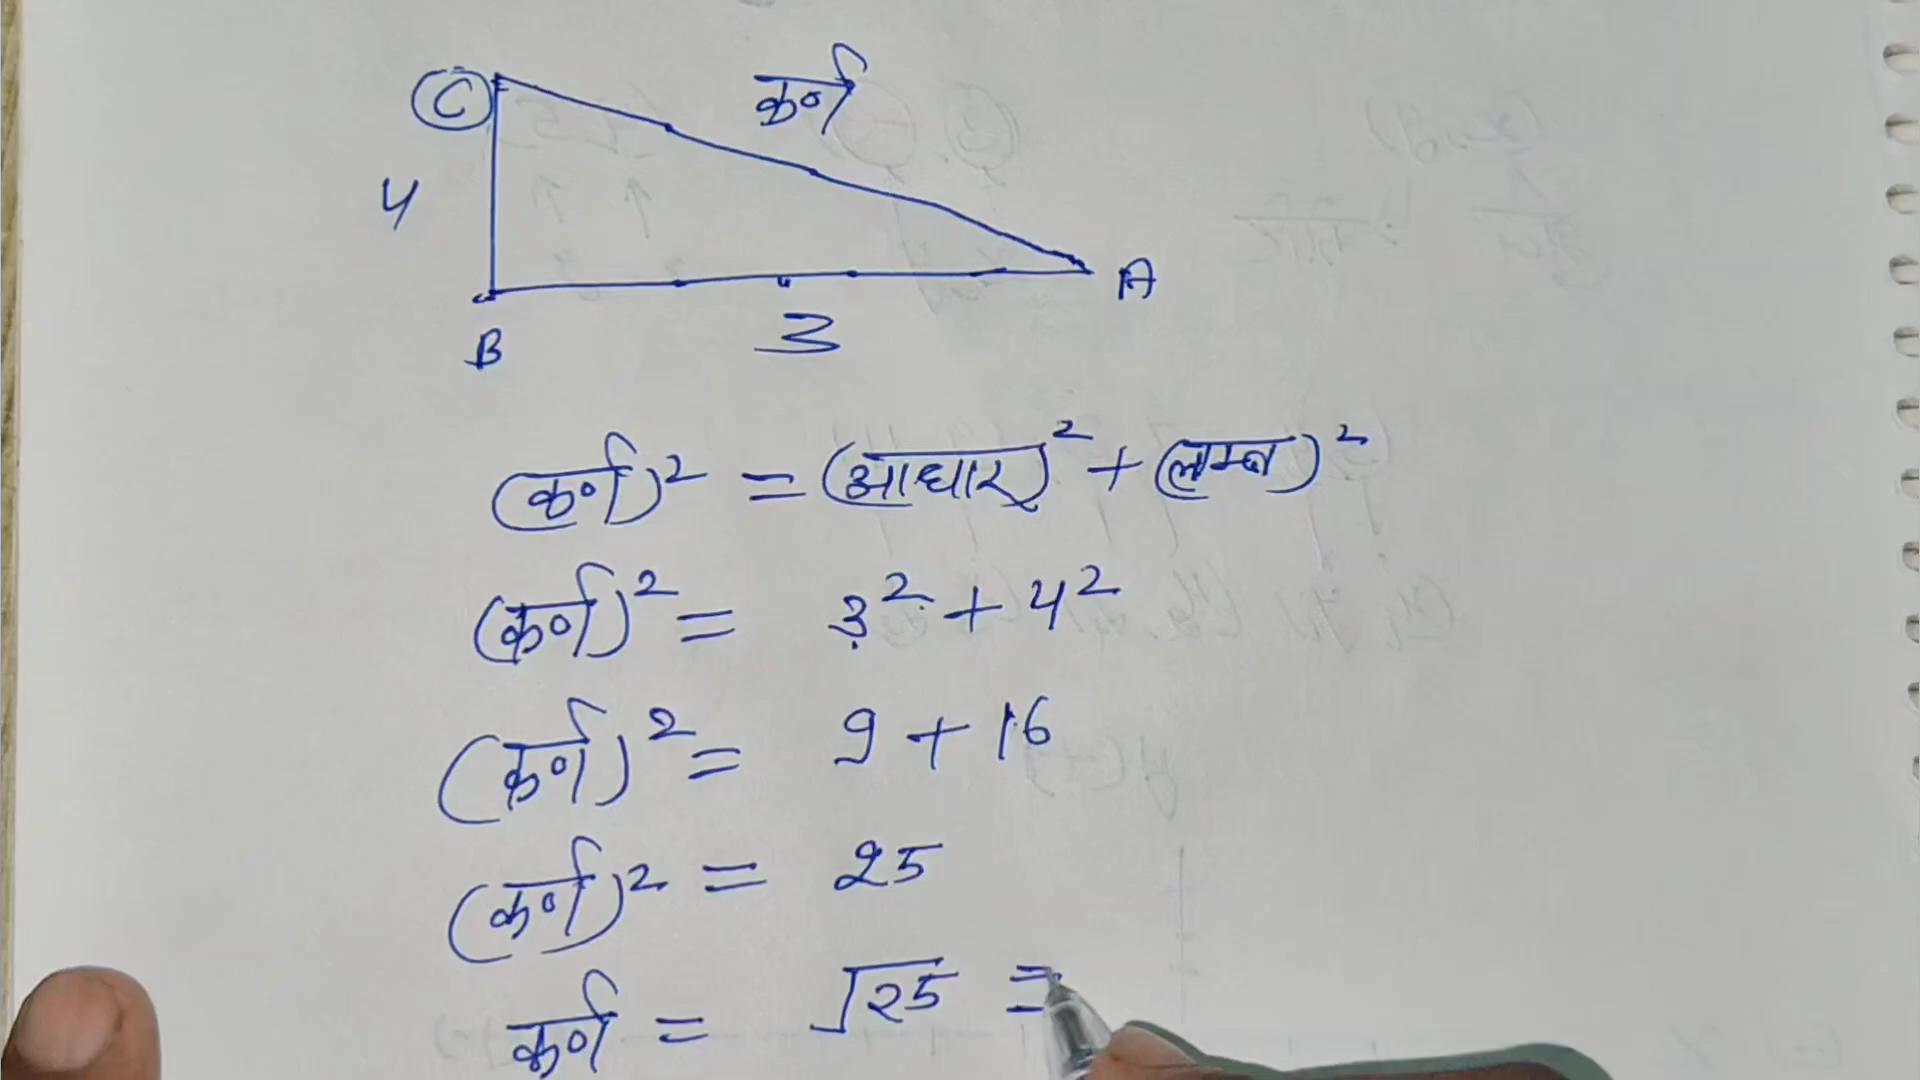 C
कर्ण
4
A
B
3
(कर्ण)² = (आधार)² + (लम्ब)²
(कर्ण)² = 3² + 4²
(कर्ण)² = 9 + 16
(कर्ण)² = 25
कर्ण = √25 =